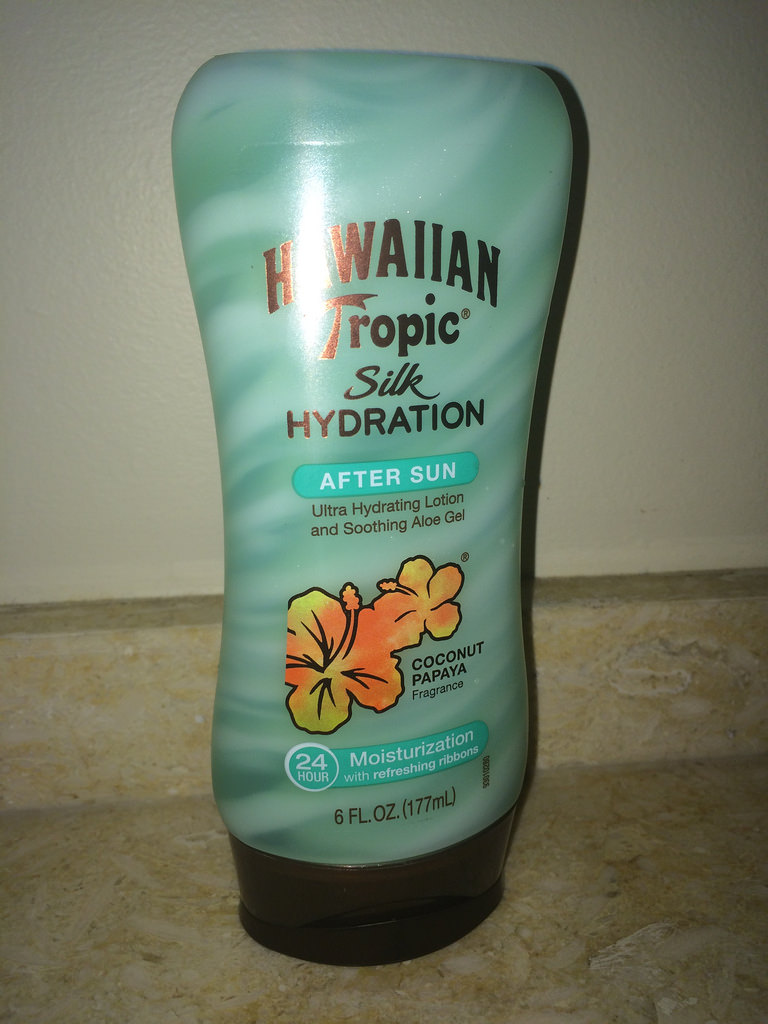 HAWAIIAN
Tropic®
Silk
HYDRATION
AFTER SUN
Ultra Hydrating Lotion
and Soothing Aloe Gel
®
COCONUT
PAPAYA
Fragrance
24
HOUR
Moisturization
with refreshing ribbons
6 FL.OZ.(177mL)